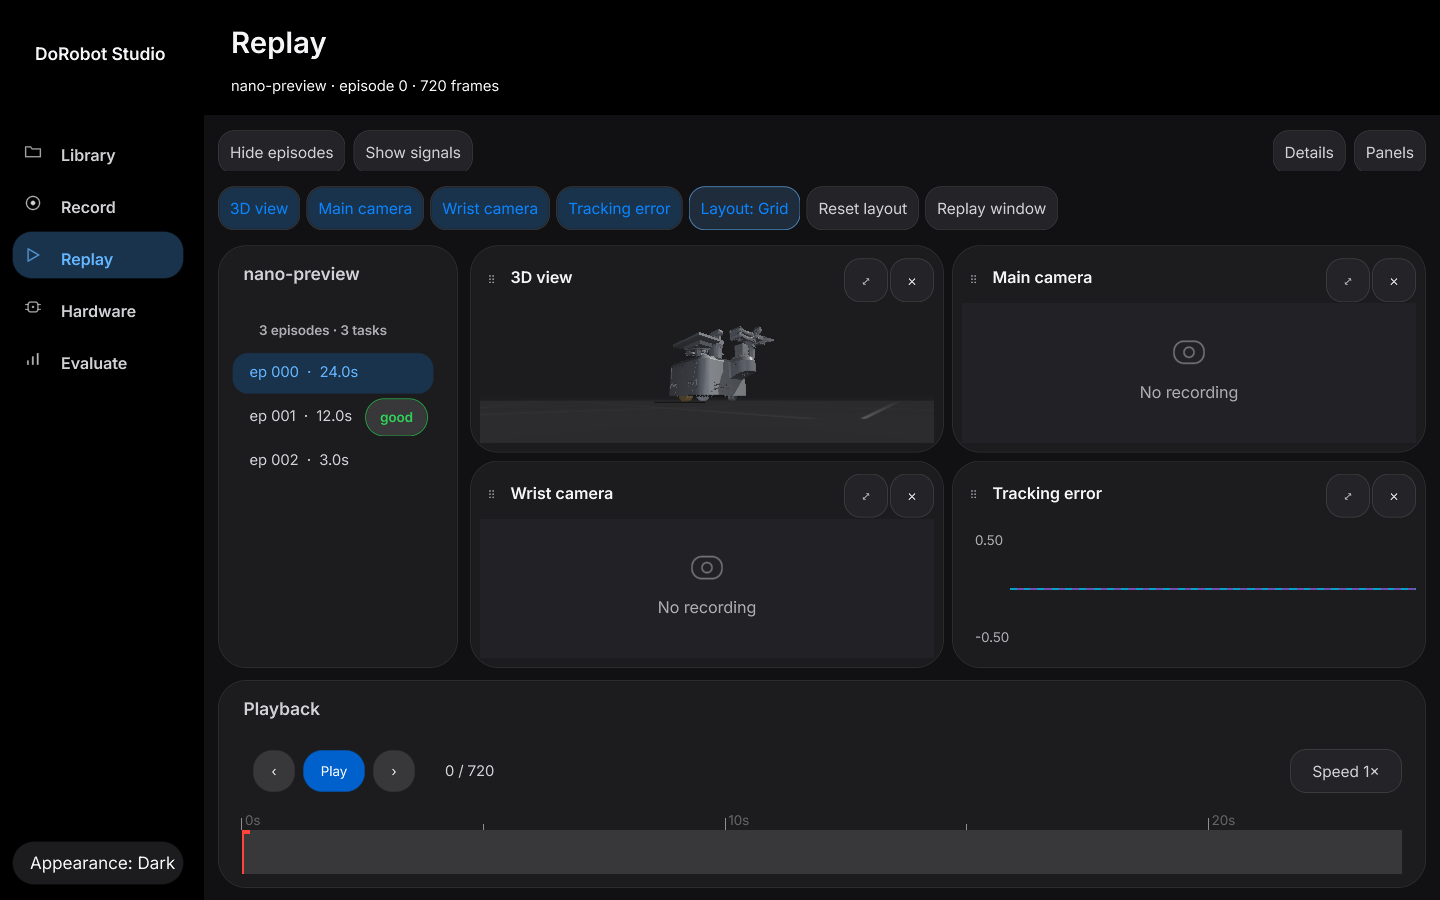 DoRobot Studio
Library
Record
Replay
Hardware
Evaluate
Appearance: Dark
Replay
nano-preview · episode 0 · 720 frames
Hide episodes
Show signals
Details
Panels
3D view
Main camera
Wrist camera
Tracking error
Layout: Grid
Reset layout
Replay window
nano-preview
3 episodes · 3 tasks
ep 000 · 24.0s
ep 001 · 12.0s good
ep 002 · 3.0s
3D view
Main camera
No recording
Wrist camera
No recording
Tracking error
0.50
-0.50
Playback
‹ Play › 0 / 720
Speed 1×
0s 10s 20s